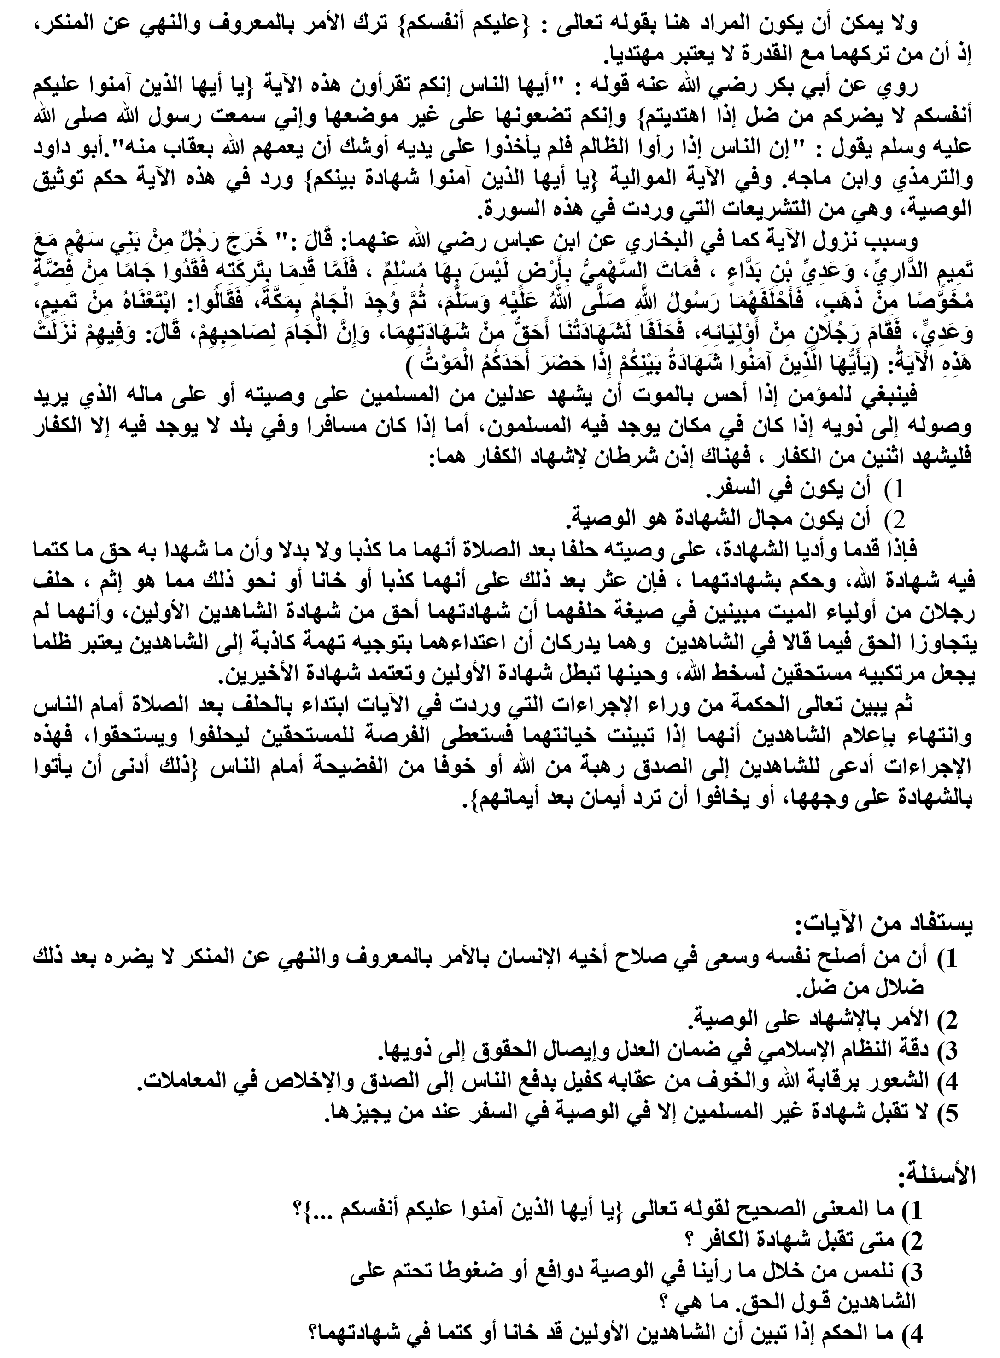 ولا يمكن أن يكون المراد هنا بقوله تعالى : {عليكم أنفسكم} ترك الأمر بالمعروف والنهي عن المنكر،
إذ أن من تركهما مع القدرة لا يعتبر مهتديا.
روي عن أبي بكر رضي الله عنه قوله : "أيها الناس إنكم تقرأون هذه الآية {يا أيها الذين آمنوا عليكم
أنفسكم لا يضركم من ضل إذا اهتديتم} وإنكم تضعونها على غير موضعها وإني سمعت رسول الله صلى الله
عليه وسلم يقول : "إن الناس إذا رأوا الظالم فلم يأخذوا على يديه أوشك أن يعمهم الله بعقاب منه".أبو داود
والترمذي وابن ماجه. وفي الآية الموالية {يا أيها الذين آمنوا شهادة بينكم} ورد في هذه الآية حكم توثيق
الوصية، وهي من التشريعات التي وردت في هذه السورة.
وسبب نزول الآية كما في البخاري عن ابن عباس رضي الله عنهما: قَالَ :" خَرَجَ رَجُلٌ مِنْ بَنِي سَهْمٍ مَعَ
تَمِيمٍ الدَّارِيِّ، وَعَدِيِّ بْنِ بَدَّاءٍ ، فَمَاتَ السَّهْمِيُّ بِأَرْضٍ لَيْسَ بِهَا مُسْلِمٌ ، فَلَمَّا قَدِمَا بِتَرِكَتِهِ فَقَدُوا جَامًا مِنْ فِضَّةٍ
مُخَوَّصًا مِنْ ذَهَبٍ، فَأَحْلَفَهُمَا رَسُولُ اللَّهِ صَلَّى اللَّهُ عَلَيْهِ وَسَلَّمَ، ثُمَّ وُجِدَ الْجَامُ بِمَكَّةَ، فَقَالُوا: ابْتَعْنَاهُ مِنْ تَمِيمٍ،
وَعَدِيٍّ، فَقَامَ رَجُلَانِ مِنْ أَوْلِيَائِهِ، فَحَلَفَا لَشَهَادَتُنَا أَحَقُّ مِنْ شَهَادَتِهِمَا، وَإِنَّ الْجَامَ لِصَاحِبِهِمْ، قَالَ: وَفِيهِمْ نَزَلَتْ
هَذِهِ الْآيَةُ: (يَأَيُّهَا الَّذِينَ آمَنُوا شَهَادَةُ بَيْنِكُمْ إِذَا حَضَرَ أَحَدَكُمُ الْمَوْتُ )
فينبغي للمؤمن إذا أحس بالموت أن يشهد عدلين من المسلمين على وصيته أو على ماله الذي يريد
وصوله إلى ذويه إذا كان في مكان يوجد فيه المسلمون، أما إذا كان مسافرا وفي بلد لا يوجد فيه إلا الكفار
فليشهد اثنين من الكفار ، فهناك إذن شرطان لإشهاد الكفار هما:
1) أن يكون في السفر.
2) أن يكون مجال الشهادة هو الوصية.
فإذا قدما وأديا الشهادة، على وصيته حلفا بعد الصلاة أنهما ما كذبا ولا بدلا وأن ما شهدا به حق ما كتما
فيه شهادة الله، وحكم بشهادتهما ، فإن عثر بعد ذلك على أنهما كذبا أو خانا أو نحو ذلك مما هو إثم ، حلف
رجلان من أولياء الميت مبينين في صيغة حلفهما أن شهادتهما أحق من شهادة الشاهدين الأولين، وأنهما لم
يتجاوزا الحق فيما قالا في الشاهدين وهما يدركان أن اعتداءهما بتوجيه تهمة كاذبة إلى الشاهدين يعتبر ظلما
يجعل مرتكبيه مستحقين لسخط الله، وحينها تبطل شهادة الأولين وتعتمد شهادة الأخيرين.
ثم يبين تعالى الحكمة من وراء الإجراءات التي وردت في الآيات ابتداء بالحلف بعد الصلاة أمام الناس
وانتهاء بإعلام الشاهدين أنهما إذا تبينت خيانتهما فستعطى الفرصة للمستحقين ليحلفوا ويستحقوا، فهذه
الإجراءات أدعى للشاهدين إلى الصدق رهبة من الله أو خوفا من الفضيحة أمام الناس {ذلك أدنى أن يأتوا
بالشهادة على وجهها، أو يخافوا أن ترد أيمان بعد أيمانهم}.
يستفاد من الآيات:
1) أن من أصلح نفسه وسعى في صلاح أخيه الإنسان بالأمر بالمعروف والنهي عن المنكر لا يضره بعد ذلك
ضلال من ضل.
2) الأمر بالإشهاد على الوصية.
3) دقة النظام الإسلامي في ضمان العدل وإيصال الحقوق إلى ذويها.
4) الشعور برقابة الله والخوف من عقابه كفيل بدفع الناس إلى الصدق والإخلاص في المعاملات.
5) لا تقبل شهادة غير المسلمين إلا في الوصية في السفر عند من يجيزها.
الأسئلة:
1) ما المعنى الصحيح لقوله تعالى {يا أيها الذين آمنوا عليكم أنفسكم ...}؟
2) متى تقبل شهادة الكافر ؟
3) نلمس من خلال ما رأينا في الوصية دوافع أو ضغوطا تحتم على
الشاهدين قول الحق. ما هي ؟
4) ما الحكم إذا تبين أن الشاهدين الأولين قد خانا أو كتما في شهادتهما؟